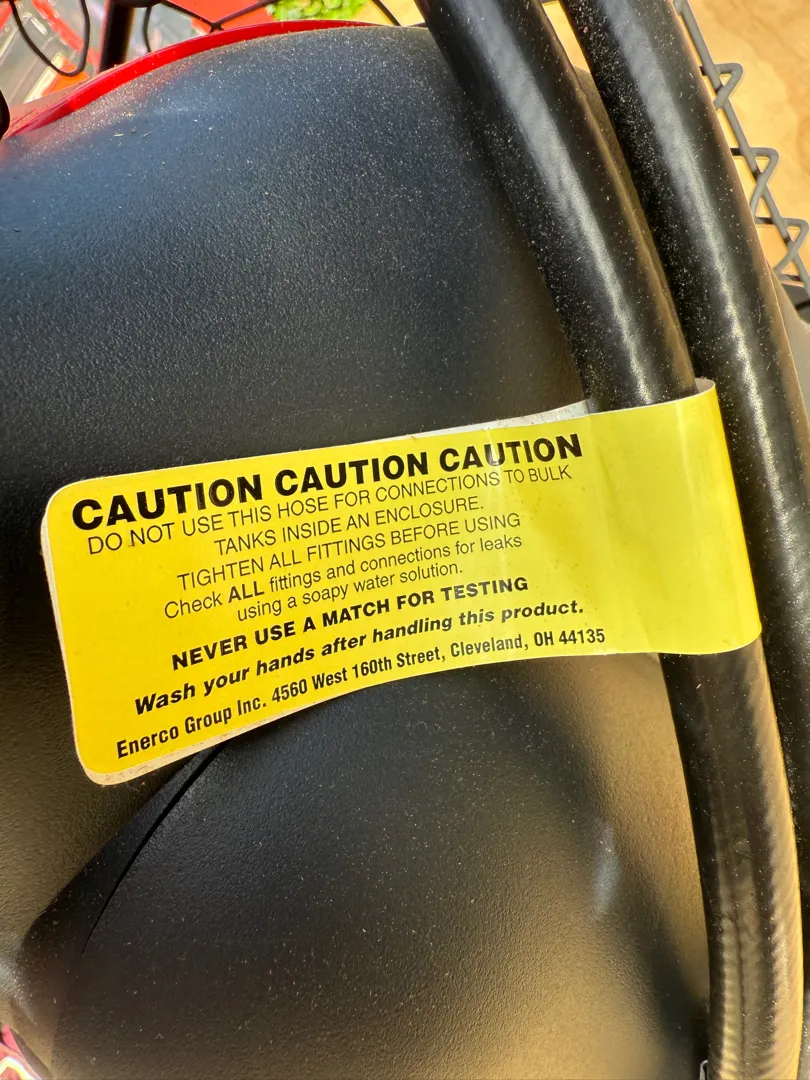 CAUTION CAUTION CAUTION
DO NOT USE THIS HOSE FOR CONNECTIONS TO BULK
TANKS INSIDE AN ENCLOSURE.
TIGHTEN ALL FITTINGS BEFORE USING
Check ALL fittings and connections for leaks
using a soapy water solution.
NEVER USE A MATCH FOR TESTING
Wash your hands after handling this product.
Enerco Group Inc. 4560 West 160th Street, Cleveland, OH 44135